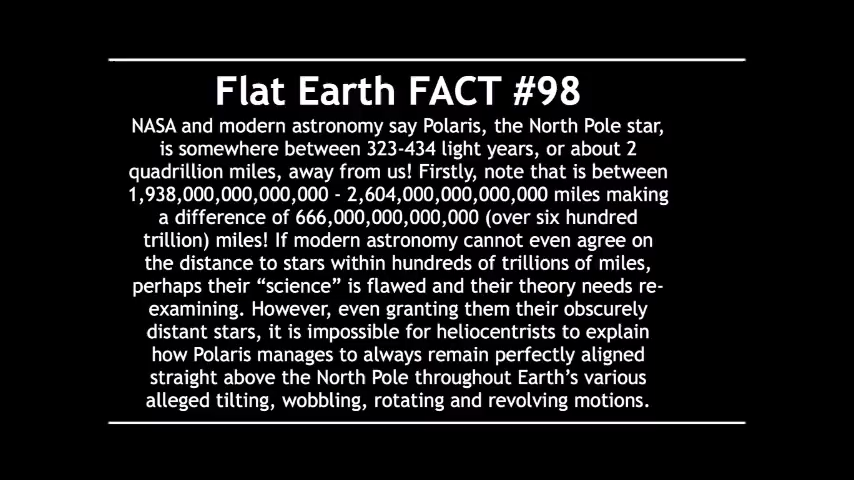 Flat Earth FACT #98
NASA and modern astronomy say Polaris, the North Pole star,
is somewhere between 323-434 light years, or about 2
quadrillion miles, away from us! Firstly, note that is between
1,938,000,000,000,000 - 2,604,000,000,000,000 miles making
a difference of 666,000,000,000,000 (over six hundred
trillion) miles! If modern astronomy cannot even agree on
the distance to stars within hundreds of trillions of miles,
perhaps their “science” is flawed and their theory needs re-
examining. However, even granting them their obscurely
distant stars, it is impossible for heliocentrists to explain
how Polaris manages to always remain perfectly aligned
straight above the North Pole throughout Earth’s various
alleged tilting, wobbling, rotating and revolving motions.